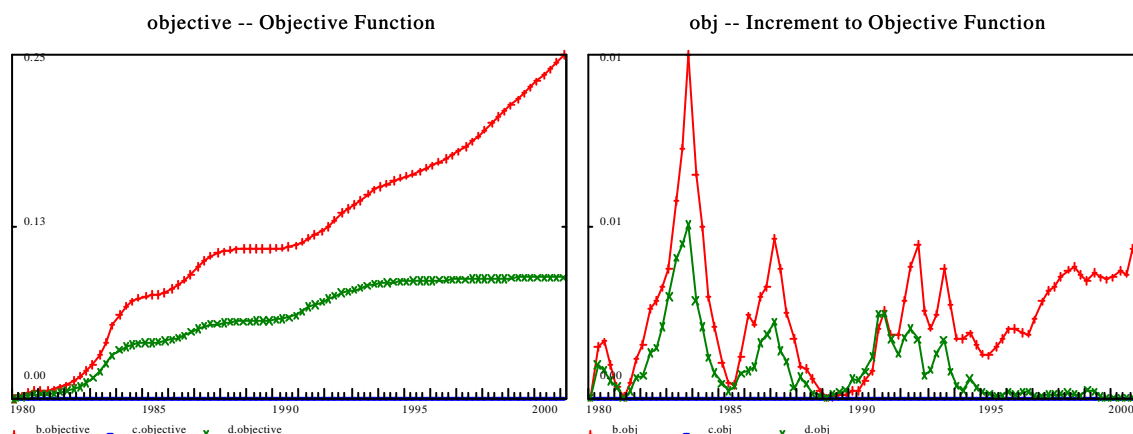 objective -- Objective Function
0.25
0.13
0.00
1980 1985 1990 1995 2000
b.objective c.objective d.objective
obj -- Increment to Objective Function
0.01
0.01
0.00
1980 1985 1990 1995 2000
b.obj c.obj d.obj